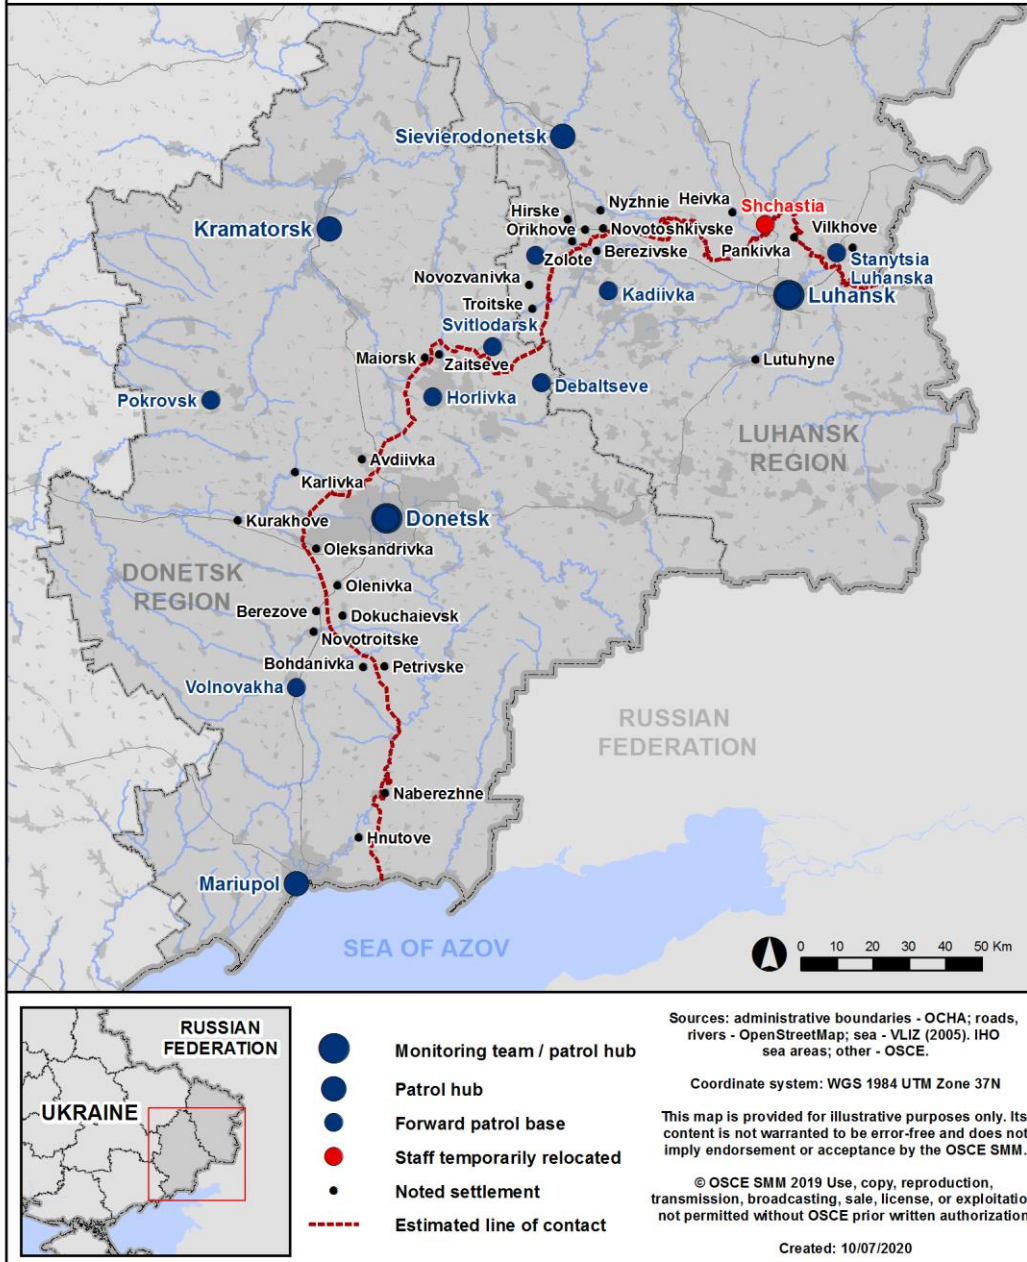 Sievierodonetsk
Nyzhnie
Heivka
Shchastia
Hirske
Orikhove
Novotoshkivske
Vilkhove
Kramatorsk
Zolote
Berezivske
Pankivka
Stanytsia
Luhanska
Novozvanivka
Kadiivka
Luhansk
Troitske
Svitlodarsk
Maiorsk
Zaitseve
Lutuhyne
Pokrovsk
Horlivka
Debaltseve
LUHANSK
REGION
Avdiivka
Karlivka
Kurakhove
Donetsk
Oleksandrivka
DONETSK
REGION
Olenivka
Berezove
Dokuchaievsk
Novotroitske
Bohdanivka
Petrivske
Volnovakha
RUSSIAN
FEDERATION
Naberezhne
Hnutove
Mariupol
SEA OF AZOV
0 10 20 30 40 50 Km
RUSSIAN
FEDERATION
UKRAINE
Monitoring team / patrol hub
Patrol hub
Forward patrol base
Staff temporarily relocated
Noted settlement
Estimated line of contact
Sources: administrative boundaries - OCHA; roads,
rivers - OpenStreetMap; sea - VLIZ (2005). IHO
sea areas; other - OSCE.
Coordinate system: WGS 1984 UTM Zone 37N
This map is provided for illustrative purposes only. Its
content is not warranted to be error-free and does not
imply endorsement or acceptance by the OSCE SMM.
© OSCE SMM 2019 Use, copy, reproduction,
transmission, broadcasting, sale, license, or exploitatio
not permitted without OSCE prior written authorization
Created: 10/07/2020